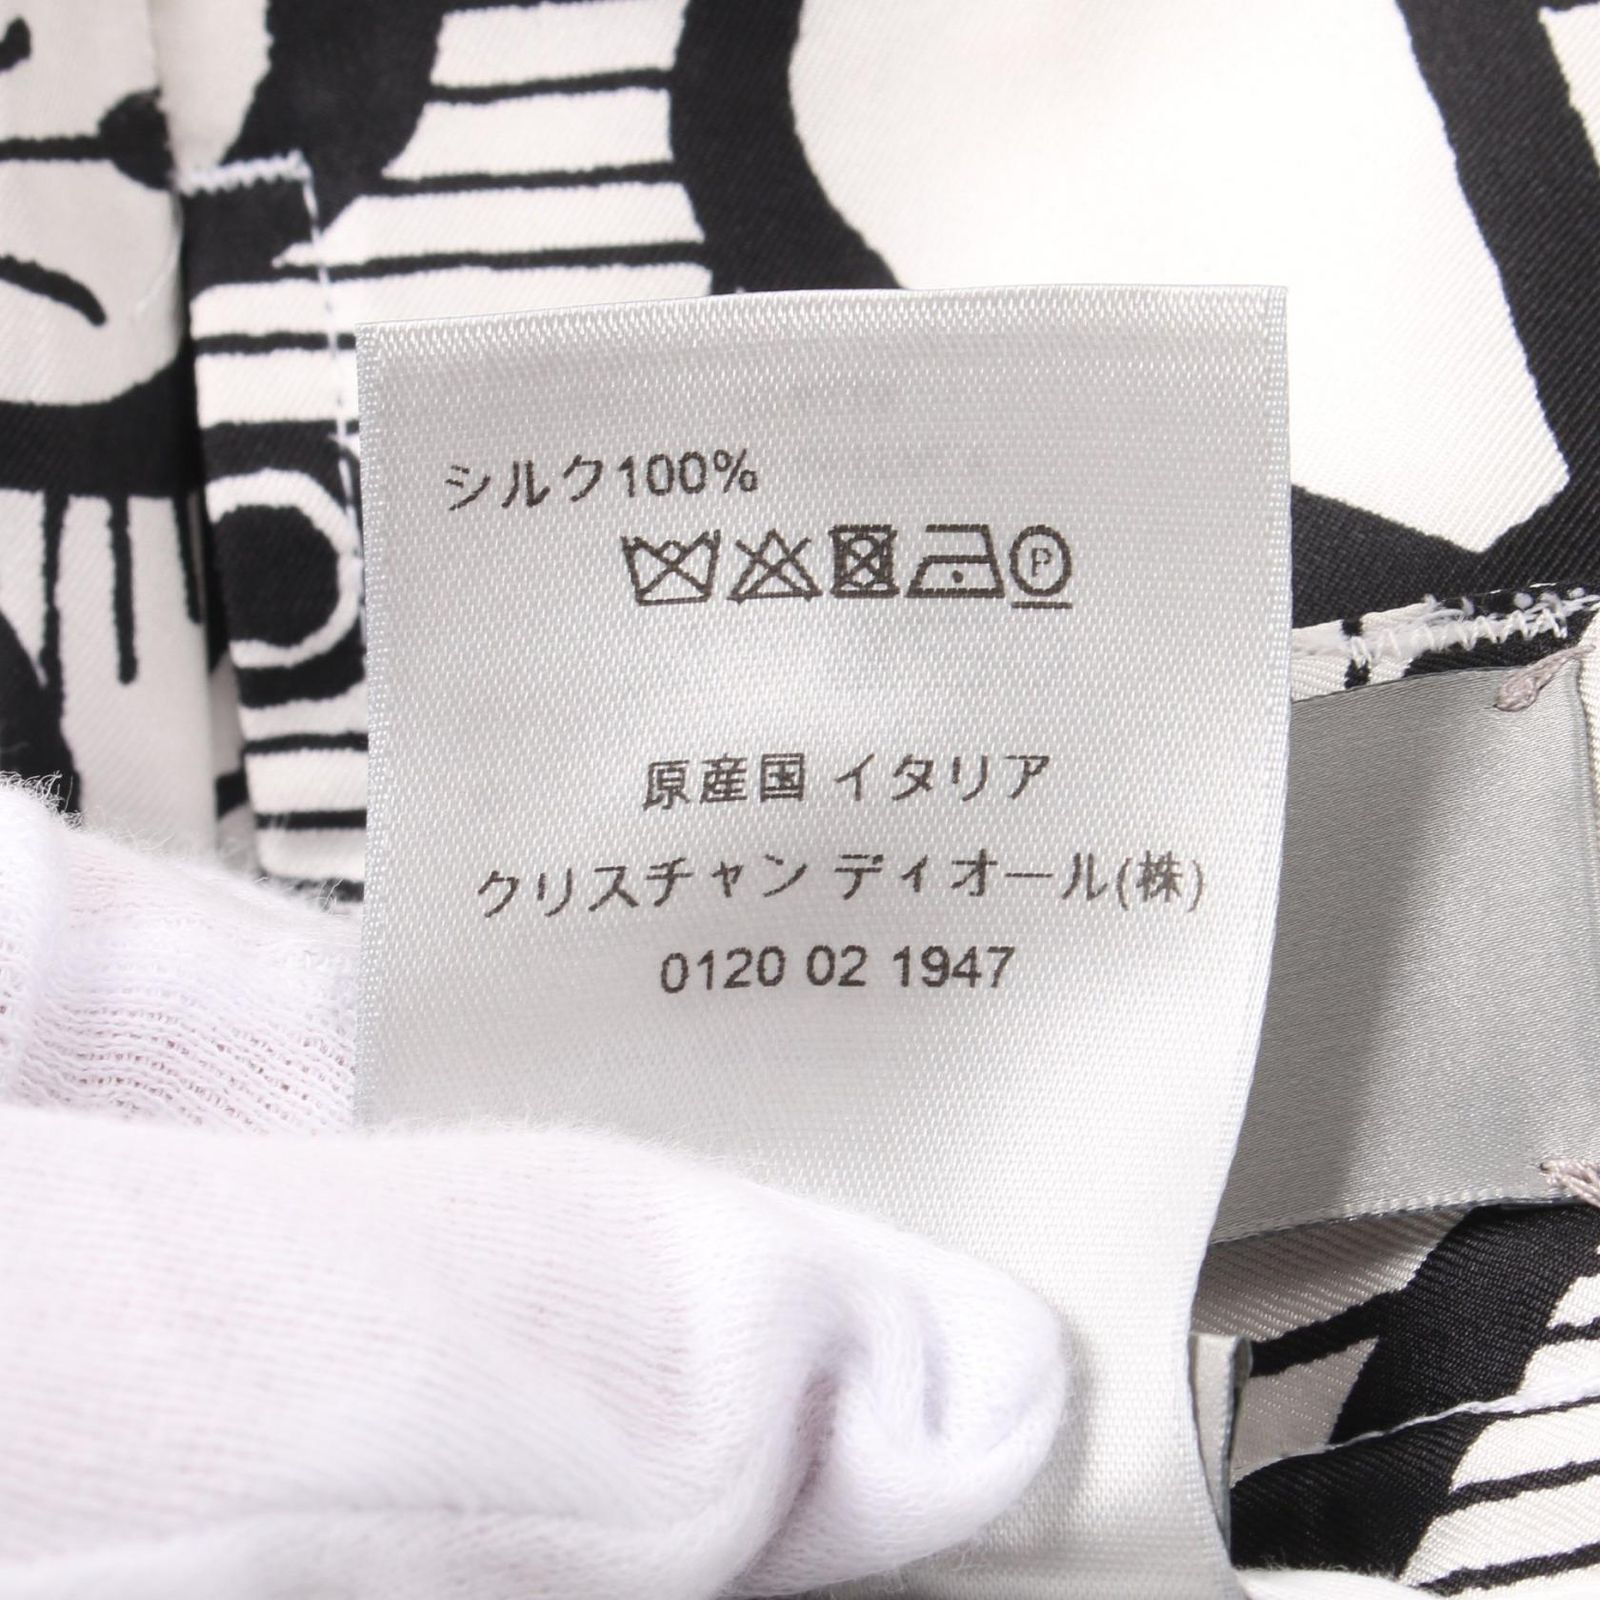 シルク100%
P
原産国 イタリア
クリスチャン ディオール(株)
0120 02 1947